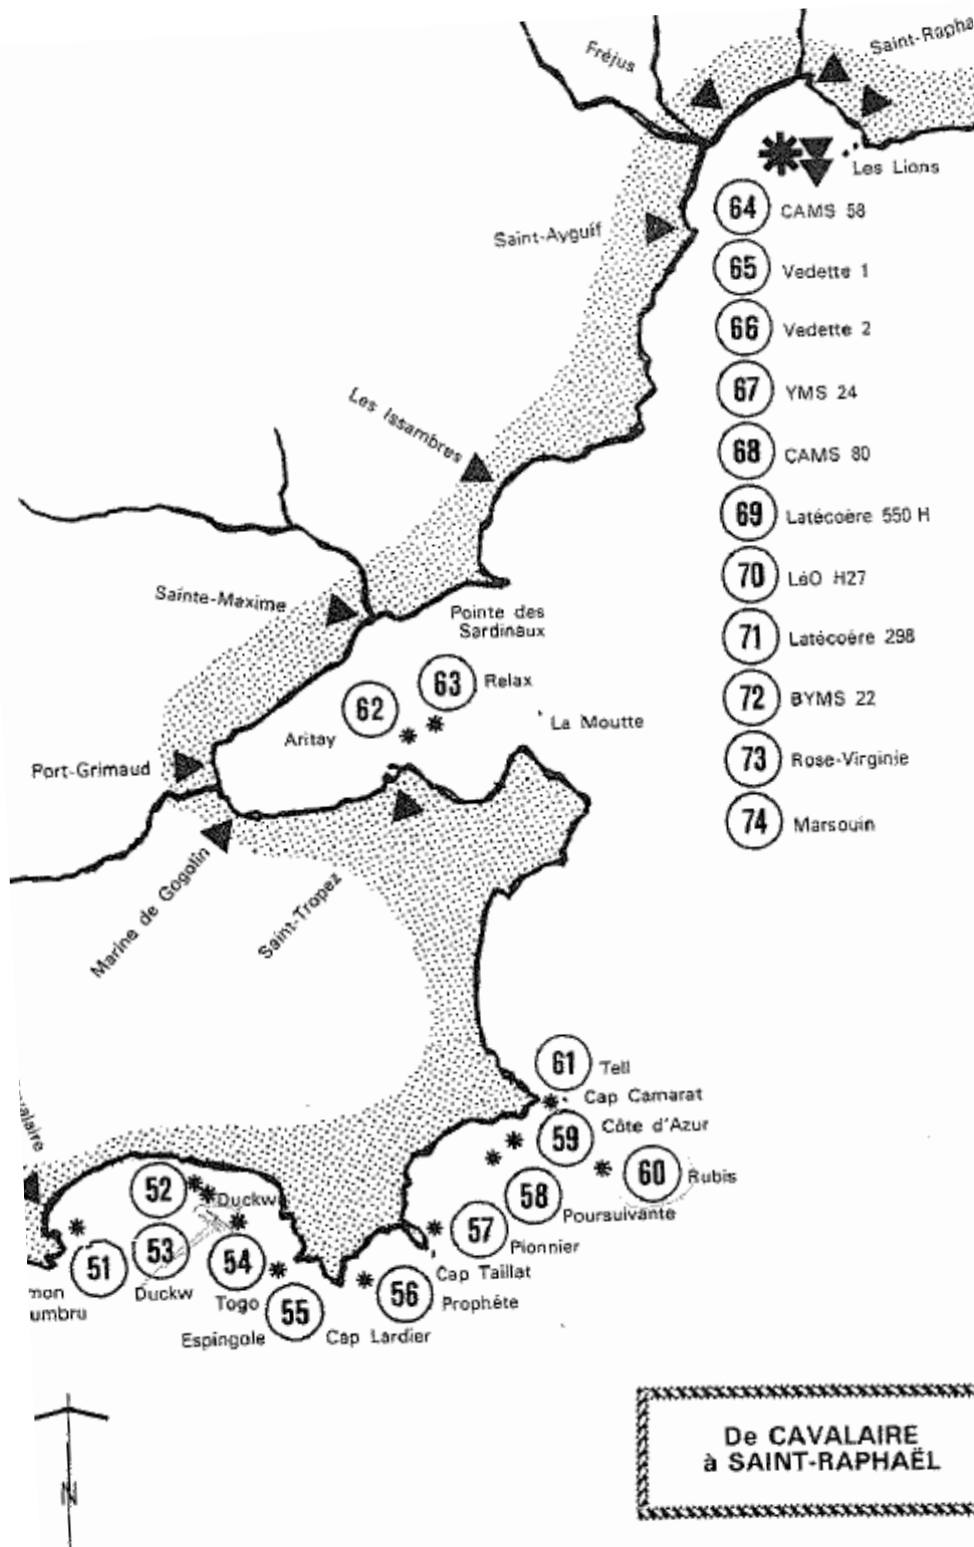 Fréjus
Les Lions
64 CAMS 58
Saint-Ayguif
65 Vedette 1
66 Vedette 2
67 YMS 24
Les Issambres
68 CAMS 80
69 Latécoère 550 H
70 LéO H27
Sainte-Maxime
Pointe des
Sardinaux
71 Latécoère 298
63 Relax
72 BYMS 22
62
Aritay
La Moutte
Port-Grimaud
73 Rose-Virginie
74 Marsouin
Marine de Gogolin
Saint-Tropez
61 Tell
Cap Camarat
59 Côte d'Azur
60 Rubis
52 Duckw
58
Poursuivante
57
Pionnier
51
53
Duckw
54
Togo
Cap Taillat
56 Prophète
55
Espingole
Cap Lardier
De CAVALAIRE
à SAINT-RAPHAËL
N